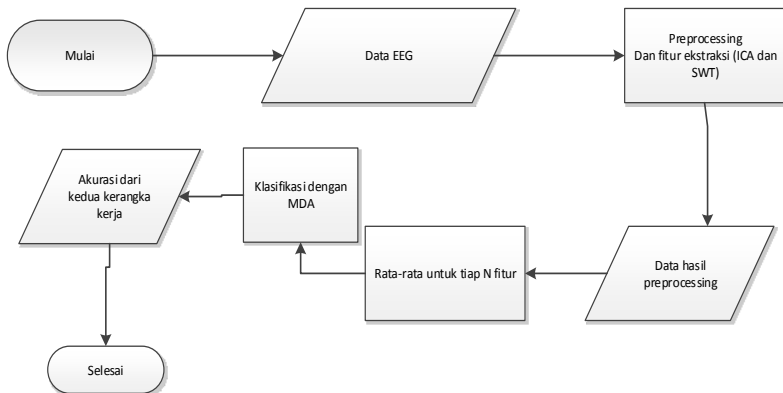 Mulai
Data EEG
Preprocessing
Dan fitur ekstraksi (ICA dan
SWT)
Data hasil
preprocessing
Rata-rata untuk tiap N fitur
Klasifikasi dengan
MDA
Akurasi dari
kedua kerangka
kerja
Selesai